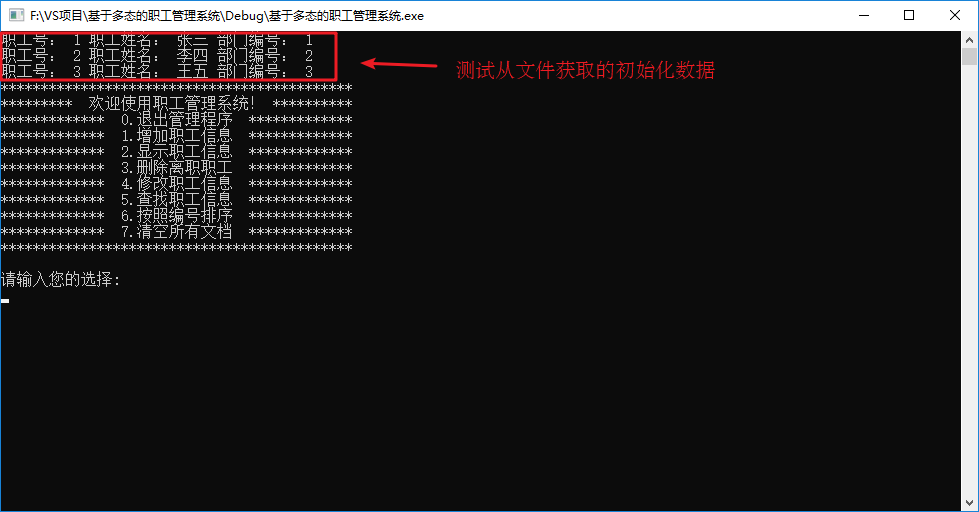 F:\VS项目\基于多态的职工管理系统\Debug\基于多态的职工管理系统.exe
职工号： 1 职工姓名： 张三 部门编号： 1
职工号： 2 职工姓名： 李四 部门编号： 2
职工号： 3 职工姓名： 王五 部门编号： 3
测试从文件获取的初始化数据
********************************************
********* 欢迎使用职工管理系统! **********
************* 0.退出管理程序 *************
************* 1.增加职工信息 *************
************* 2.显示职工信息 *************
************* 3.删除离职职工 *************
************* 4.修改职工信息 *************
************* 5.查找职工信息 *************
************* 6.按照编号排序 *************
************* 7.清空所有文档 *************
********************************************
请输入您的选择: